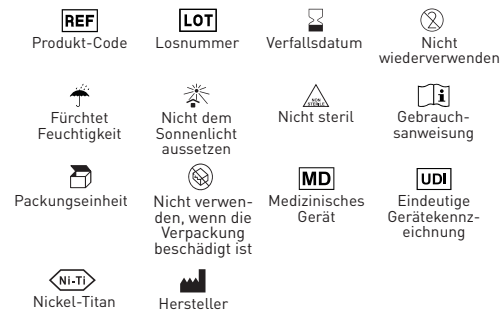 REF
LOT
2
Produkt-Code
Losnummer
Verfallsdatum
Nicht
wiederverwenden
NON
STERILE
i
Fürchtet
Feuchtigkeit
Nicht dem
Sonnenlicht
aussetzen
Nicht steril
Gebrauch-
sanweisung
MD
UDI
Packungseinheit
Nicht verwen-
den, wenn die
Verpackung
beschädigt ist
Medizinisches
Gerät
Eindeutige
Gerätekennz-
eichnung
Ni-Ti
Nickel-Titan
Hersteller